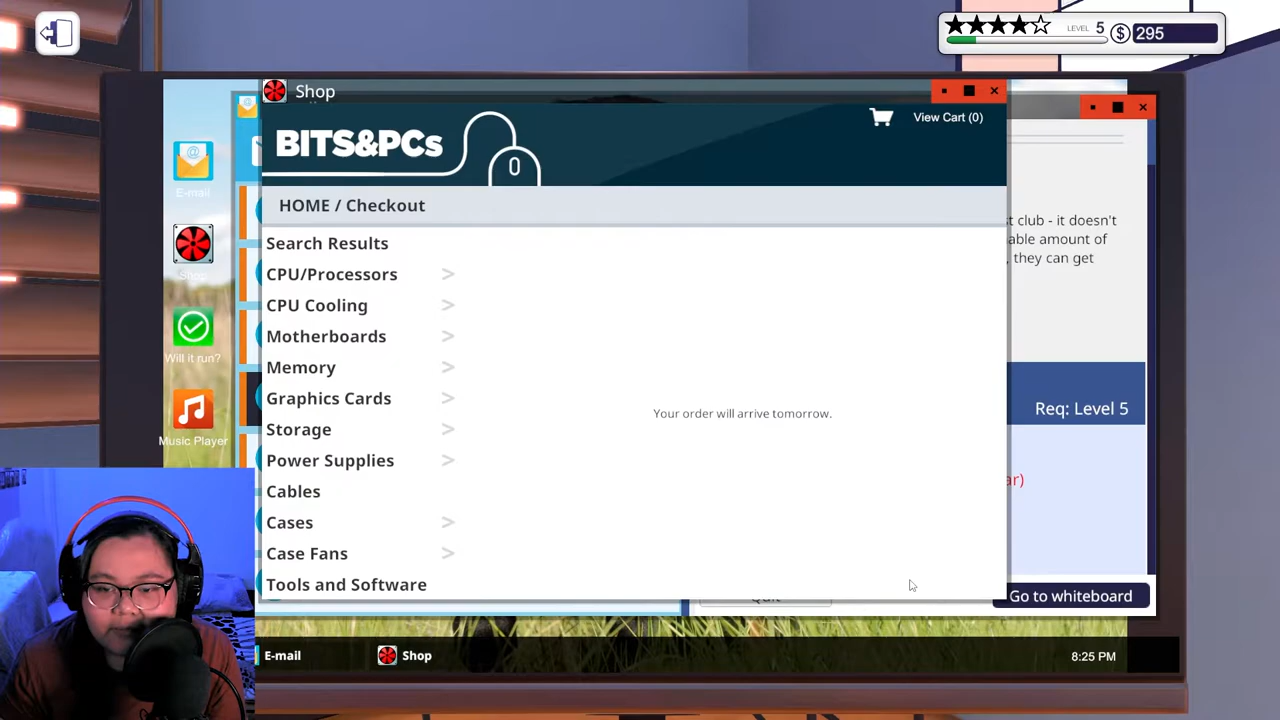 LEVEL 5
$ 295
Shop
View Cart (0)
BITS&PCs
HOME / Checkout
Search Results
CPU/Processors >
CPU Cooling >
Motherboards >
Memory >
Graphics Cards >
Storage >
Power Supplies >
Cables
Cases >
Case Fans >
Tools and Software
Your order will arrive tomorrow.
E-mail
Shop
Will it run?
Music Player
t club - it doesn't
able amount of
, they can get
Req: Level 5
ar)
Quit
Go to whiteboard
E-mail
Shop
8:25 PM